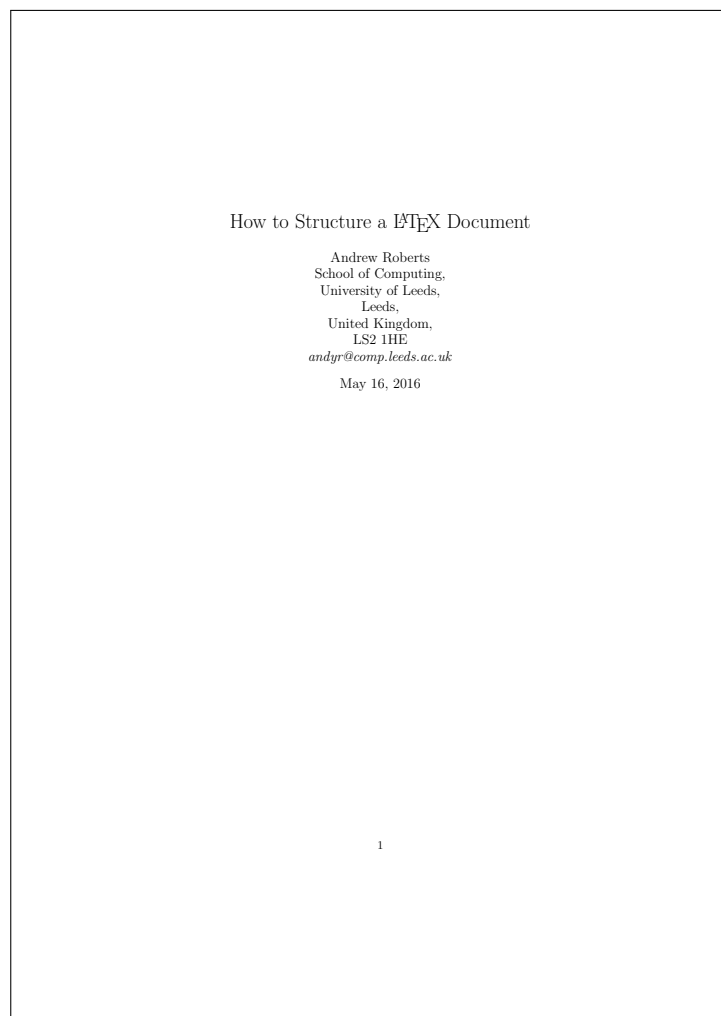 How to Structure a LATEX Document
Andrew Roberts
School of Computing,
University of Leeds,
Leeds,
United Kingdom,
LS2 1HE
andyr@comp.leeds.ac.uk
May 16, 2016
1